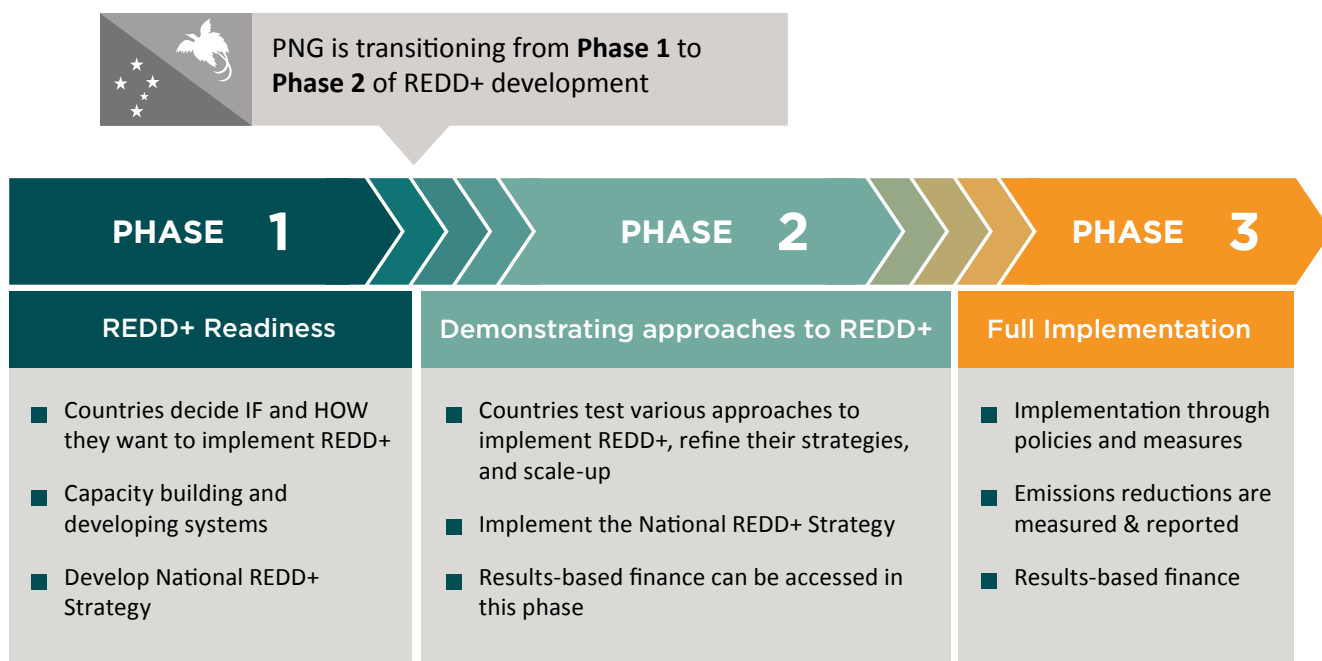 PNG is transitioning from Phase 1 to
Phase 2 of REDD+ development
PHASE 1
PHASE 2
PHASE 3
REDD+ Readiness
Demonstrating approaches to REDD+
Full Implementation
Countries decide IF and HOW
they want to implement REDD+
Capacity building and
developing systems
Develop National REDD+
Strategy
Countries test various approaches to
implement REDD+, refine their strategies,
and scale-up
Implement the National REDD+ Strategy
Results-based finance can be accessed in
this phase
Implementation through
policies and measures
Emissions reductions are
measured & reported
Results-based finance